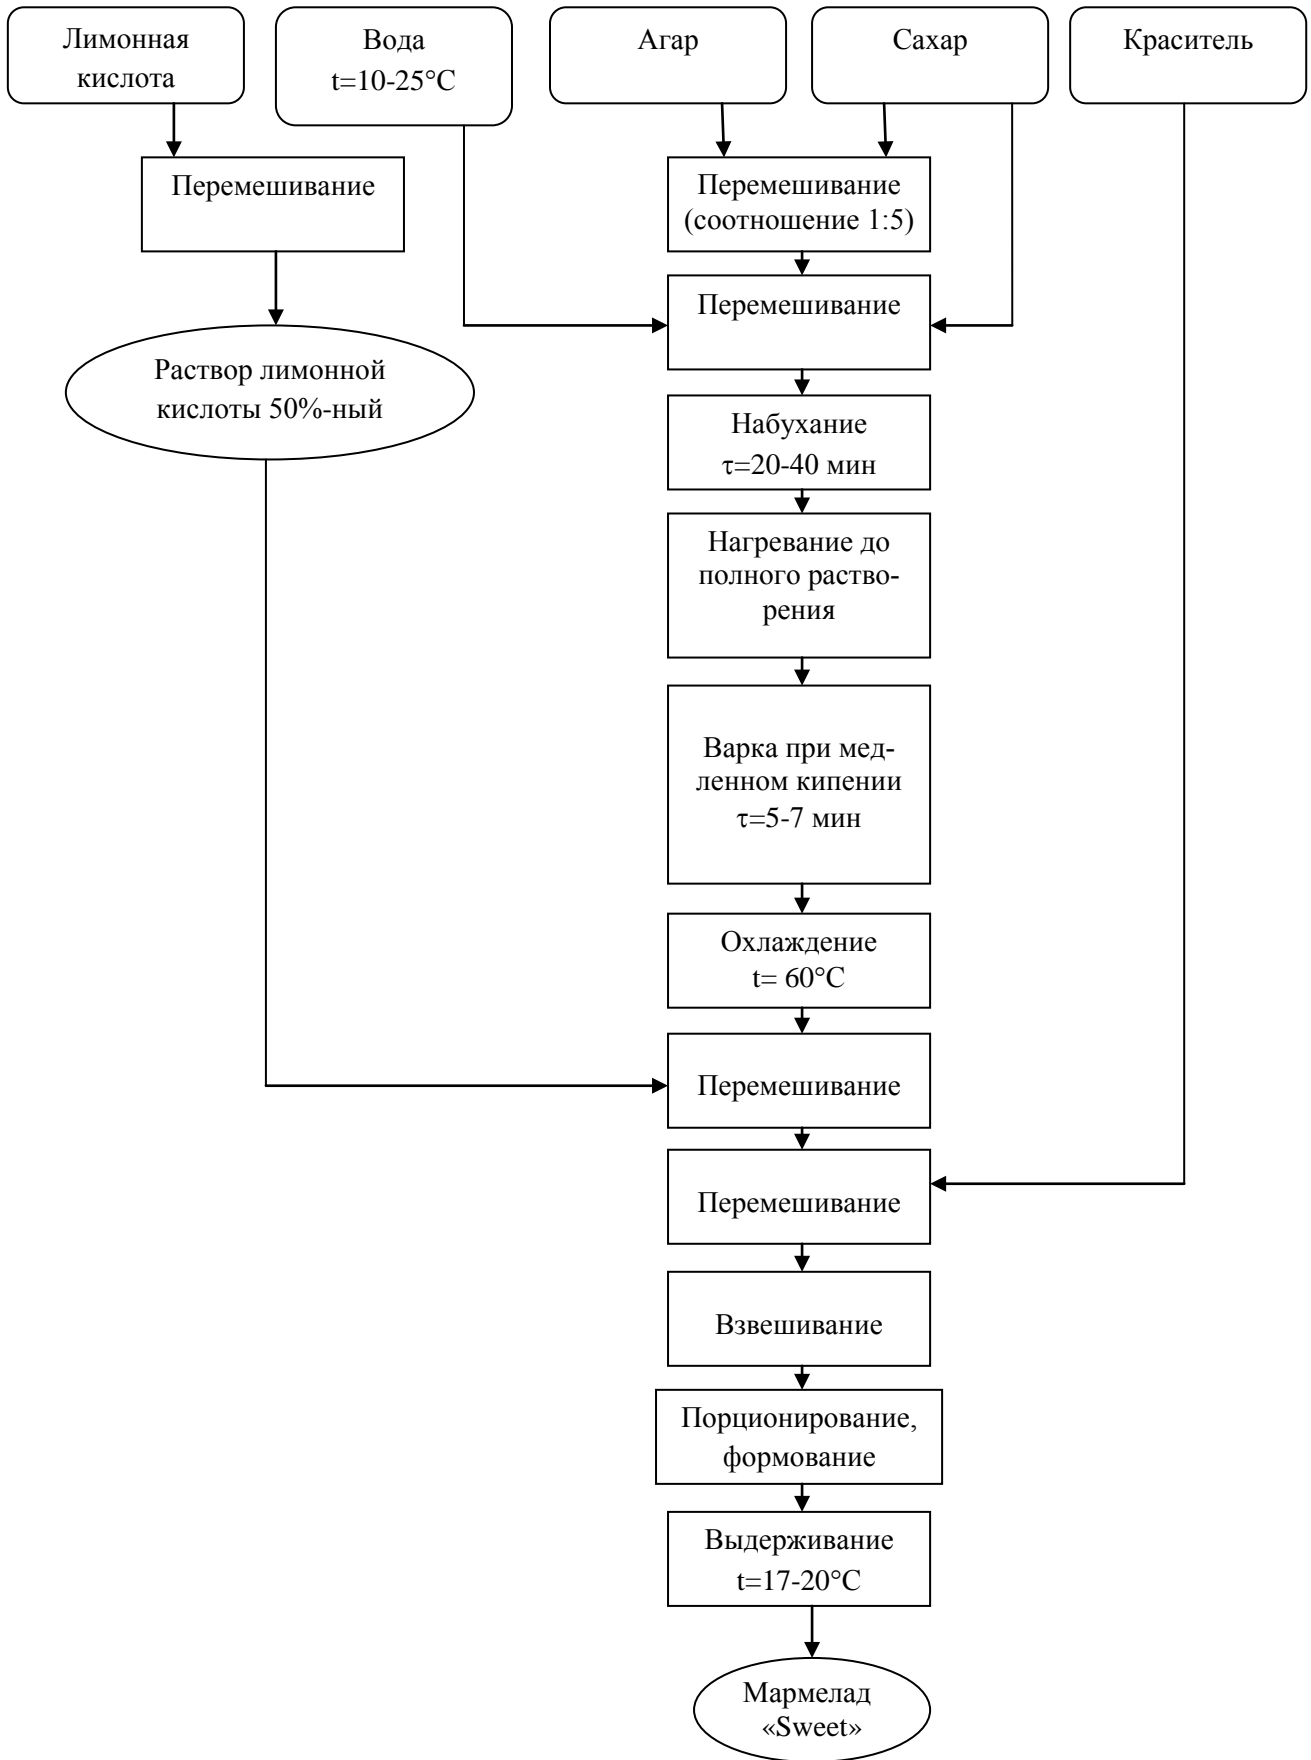 Лимонная
кислота
Вода
t=10-25°С
Агар
Сахар
Краситель
Перемешивание
Перемешивание
(соотношение 1:5)
Перемешивание
Раствор лимонной
кислоты 50%-ный
Набухание
τ=20-40 мин
Нагревание до
полного раство-
рения
Варка при мед-
ленном кипении
τ=5-7 мин
Охлаждение
t= 60°С
Перемешивание
Перемешивание
Взвешивание
Порционирование,
формование
Выдерживание
t=17-20°С
Мармелад
«Sweet»